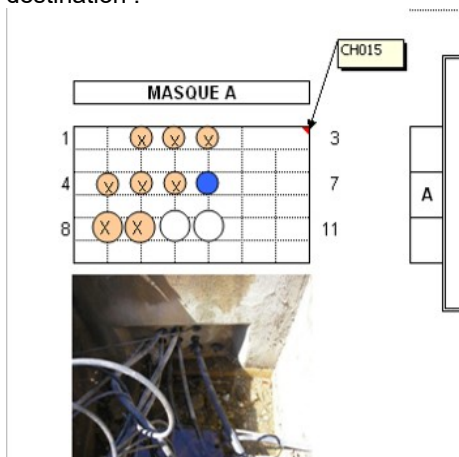 destination :
CH015
MASQUE A
1 X X X 3
4 X X X 7
A
8 X X 11